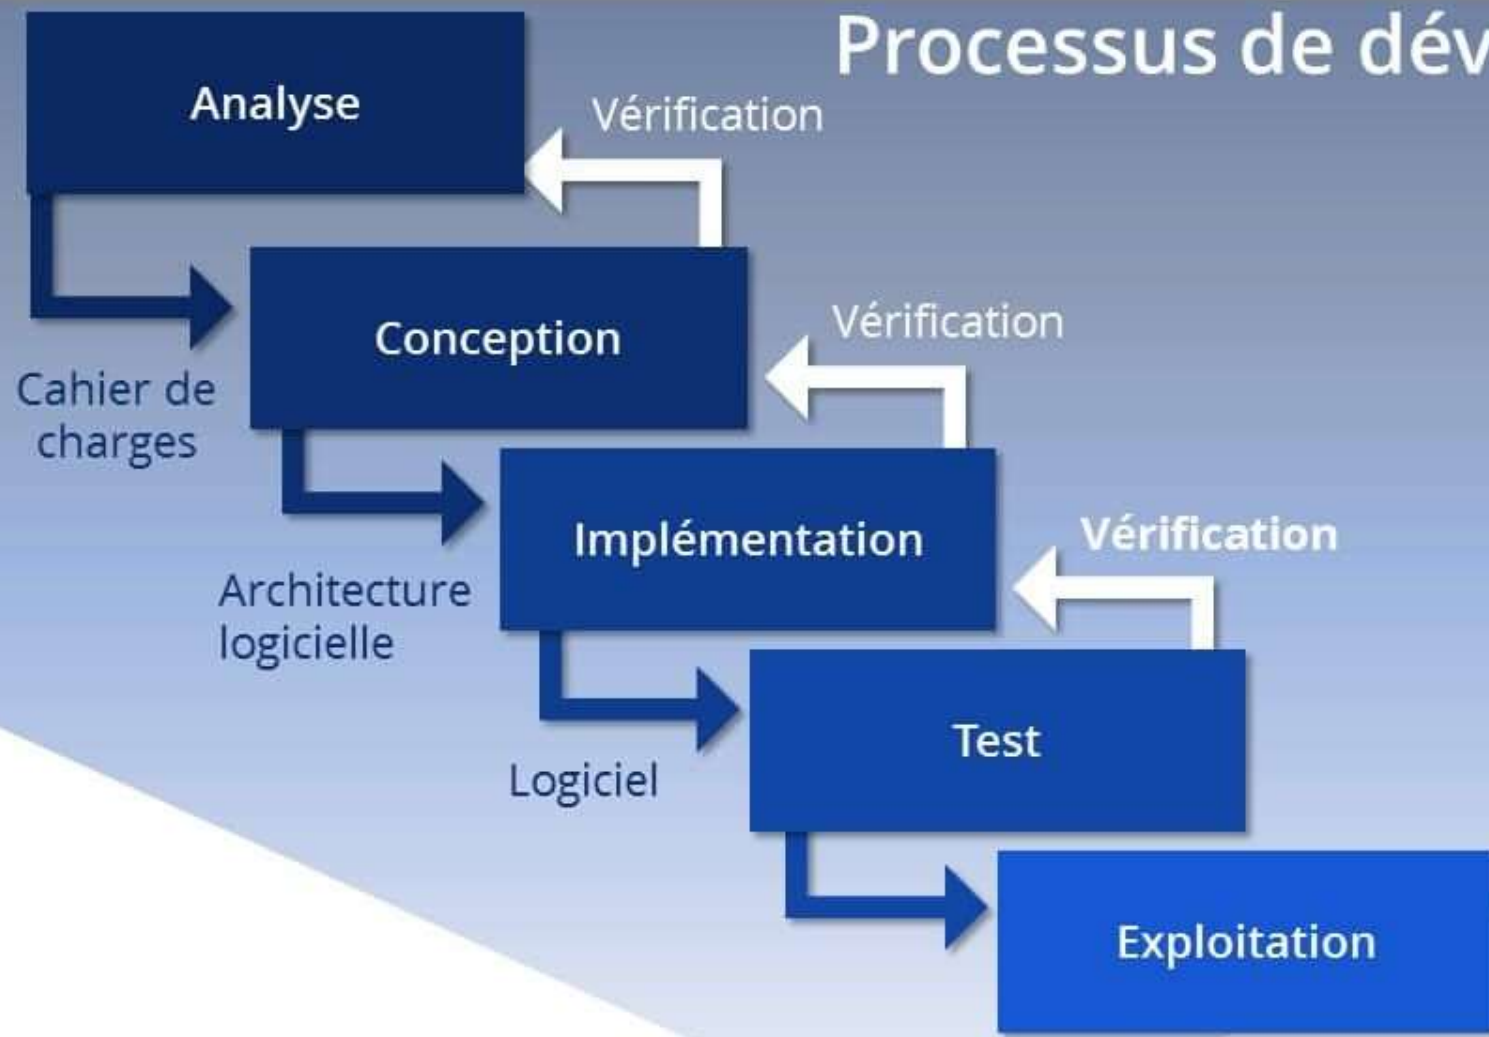 Processus de dév
Analyse
Vérification
Conception
Vérification
Cahier de
charges
Implémentation
Vérification
Architecture
logicielle
Test
Logiciel
Exploitation